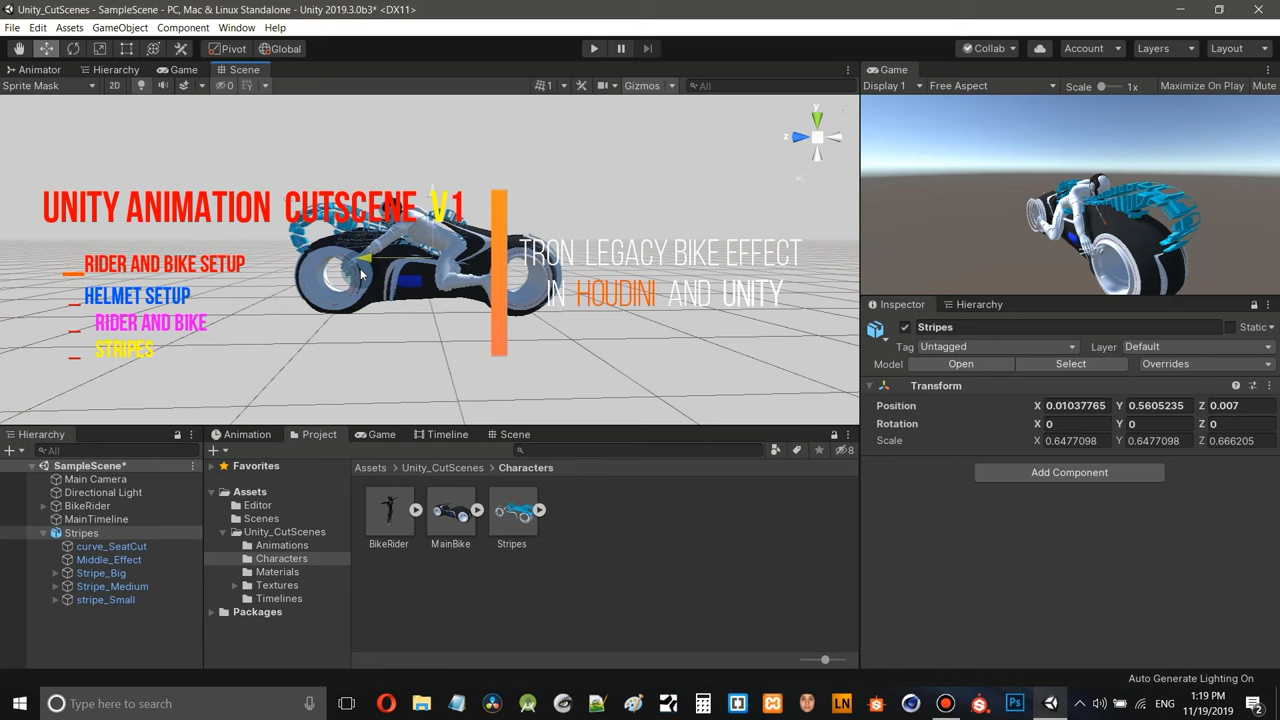 Unity_CutScenes - SampleScene - PC, Mac & Linux Standalone - Unity 2019.3.0b3* <DX11>
File Edit Assets GameObject Component Window Help
Pivot Global Collab Account Layers Layout
Animator Hierarchy Game Scene
Game
Sprite Mask 2D 0 1 Gizmos All
Display 1 Free Aspect Scale 1x Maximize On Play Mute
y
z
UNITY ANIMATION CUTSCENE V1
RIDER AND BIKE SETUP
HELMET SETUP
RIDER AND BIKE
STRIPES
TRON LEGACY BIKE EFFECT
IN HOUDINI AND UNITY
Inspector Hierarchy
Stripes Static
Tag Untagged Layer Default
Model Open Select Overrides
Transform
Position X 0.01037765 Y 0.5605235 Z 0.007
Rotation X 0 Y 0 Z 0
Scale X 0.6477098 Y 0.6477098 Z 0.666205
Add Component
Hierarchy
All
SampleScene*
Main Camera
Directional Light
BikeRider
MainTimeline
Stripes
curve_SeatCut
Middle_Effect
Stripe_Big
Stripe_Medium
stripe_Small
Animation Project Game Timeline Scene
8
Favorites
Assets
Editor
Scenes
Unity_CutScenes
Animations
Characters
Materials
Textures
Timelines
Packages
Assets Unity_CutScenes Characters
BikeRider MainBike Stripes
Auto Generate Lighting On
Type here to search
LN
Ps
ENG
1:19 PM
11/19/2019
2